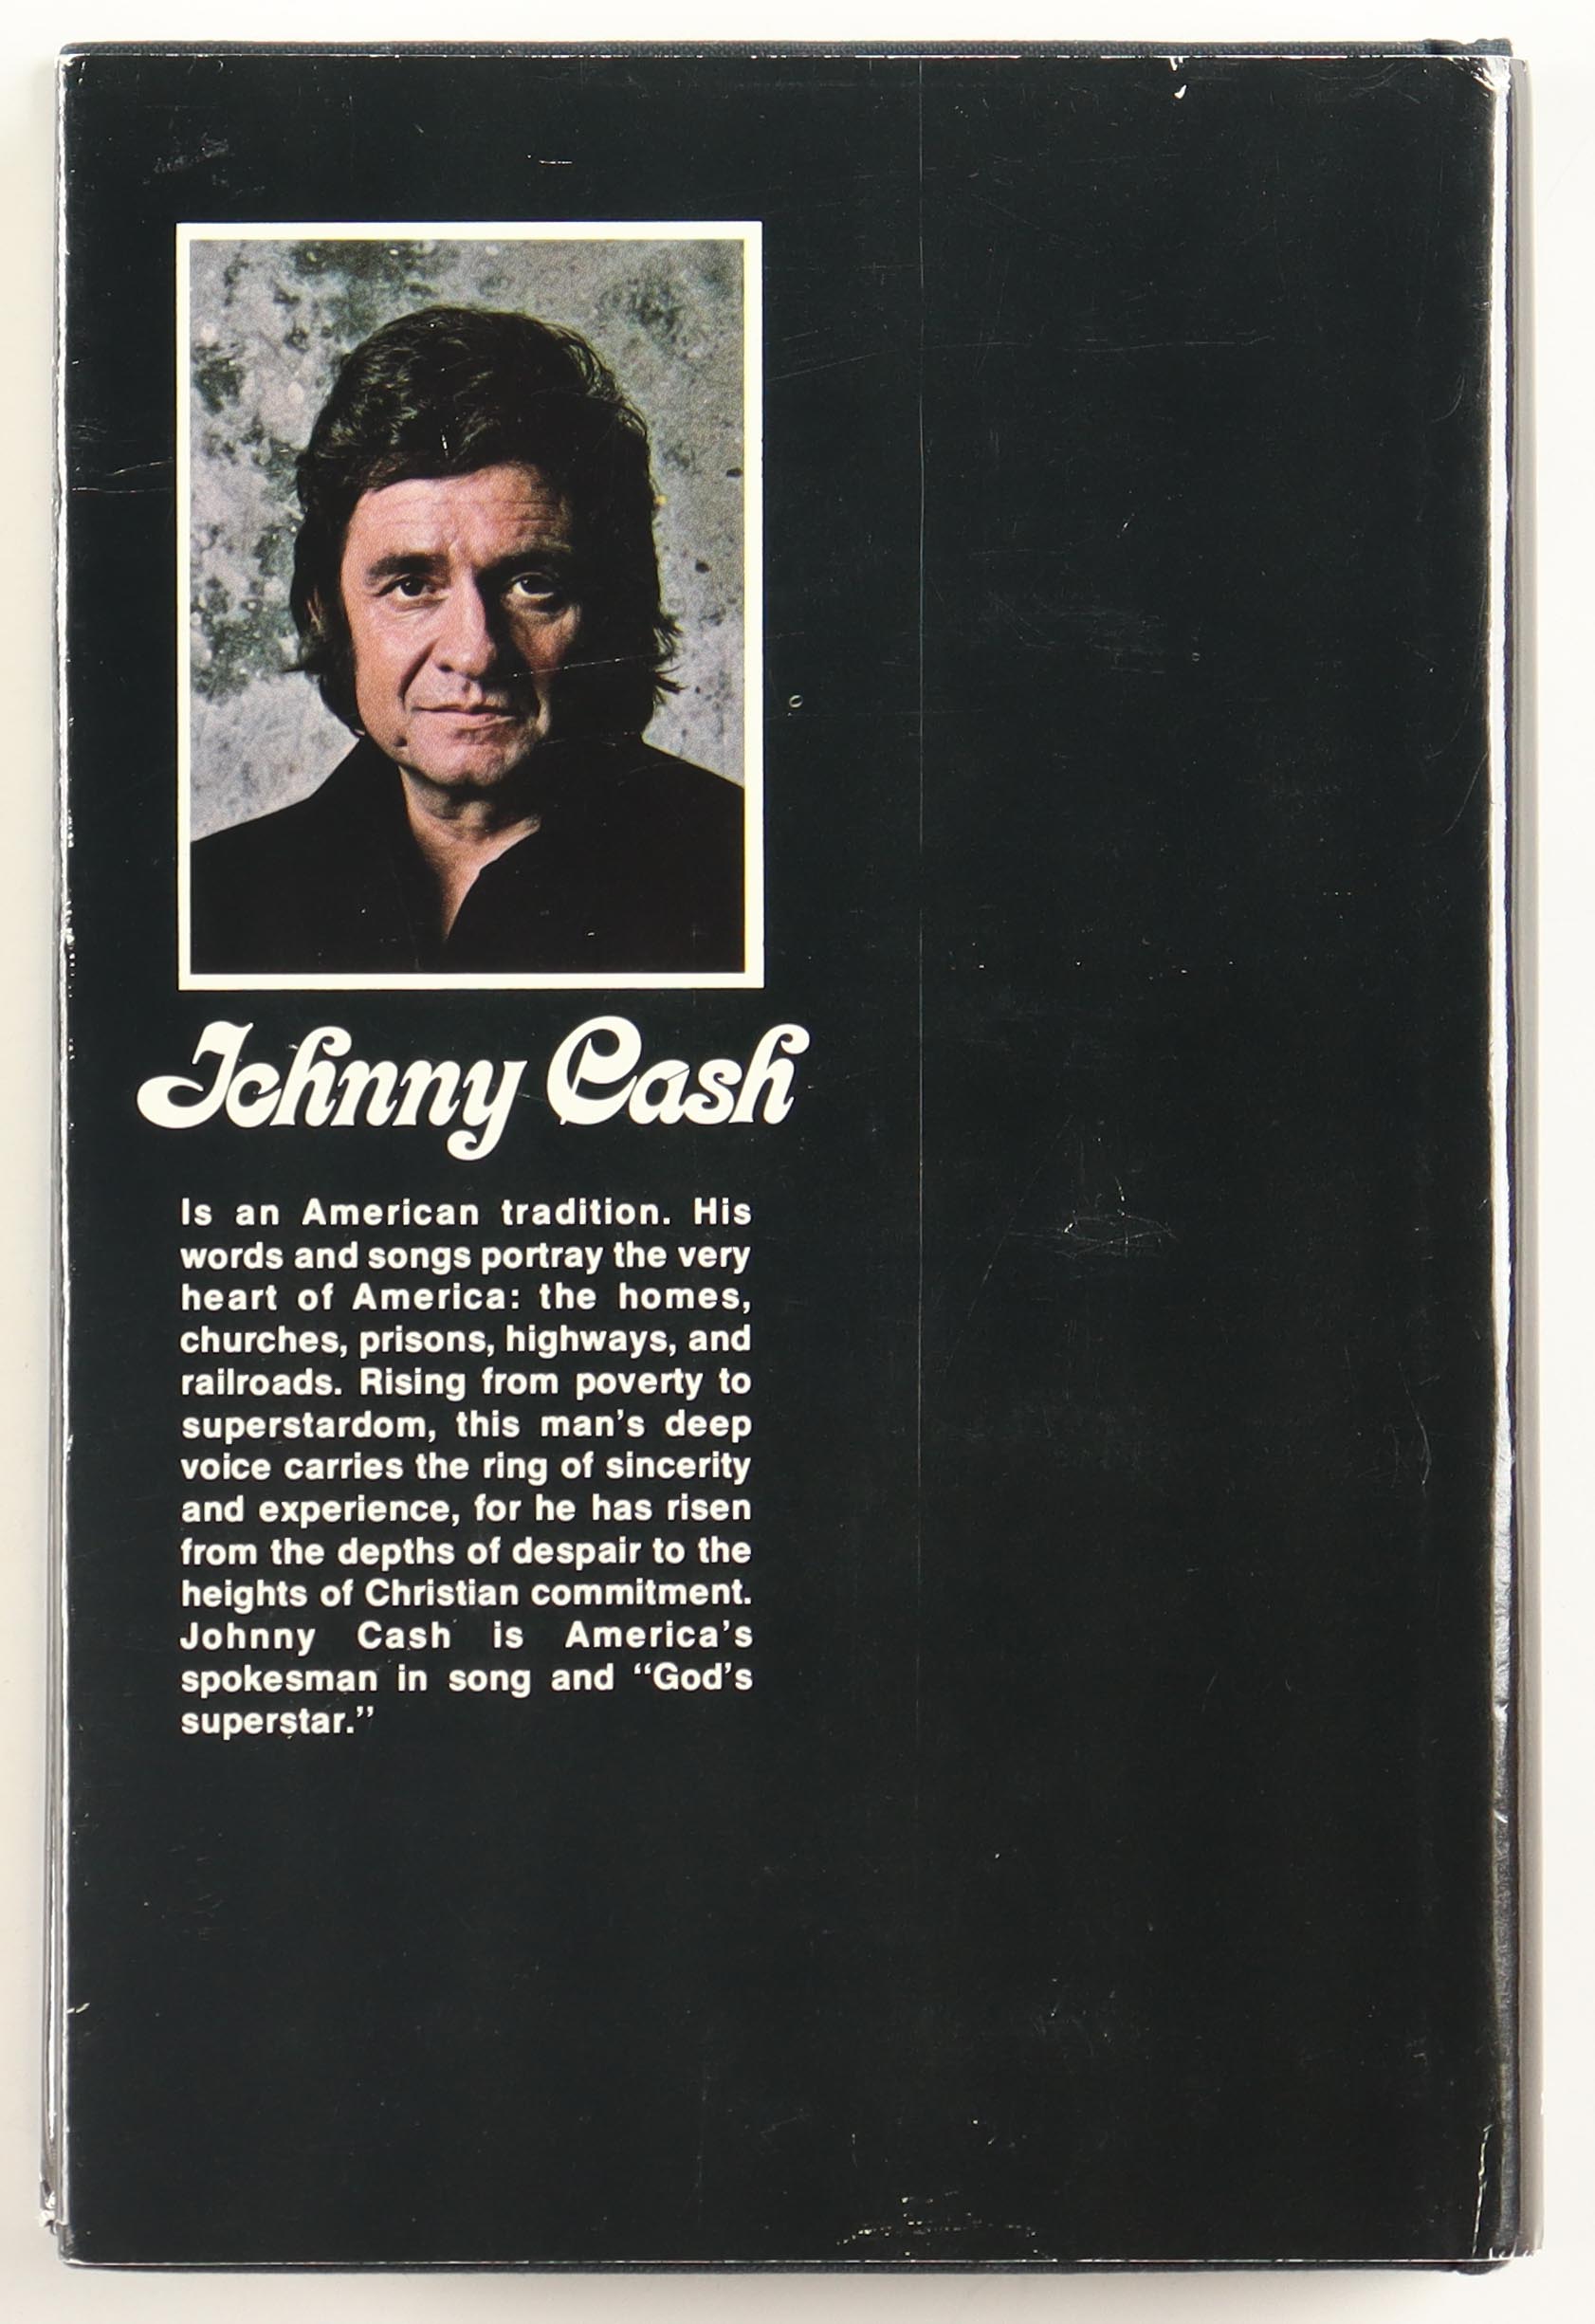 Johnny Cash
Is an American tradition. His
words and songs portray the very
heart of America: the homes,
churches, prisons, highways, and
railroads. Rising from poverty to
superstardom, this man's deep
voice carries the ring of sincerity
and experience, for he has risen
from the depths of despair to the
heights of Christian commitment.
Johnny Cash is America's
spokesman in song and “God's
superstar.”